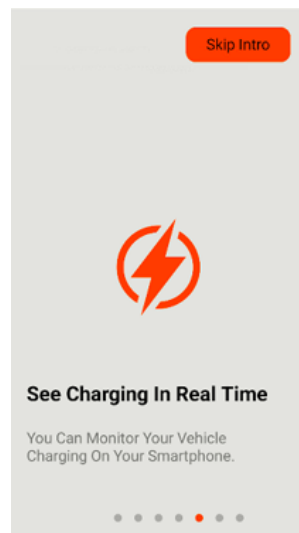 Skip Intro
See Charging In Real Time
You Can Monitor Your Vehicle
Charging On Your Smartphone.